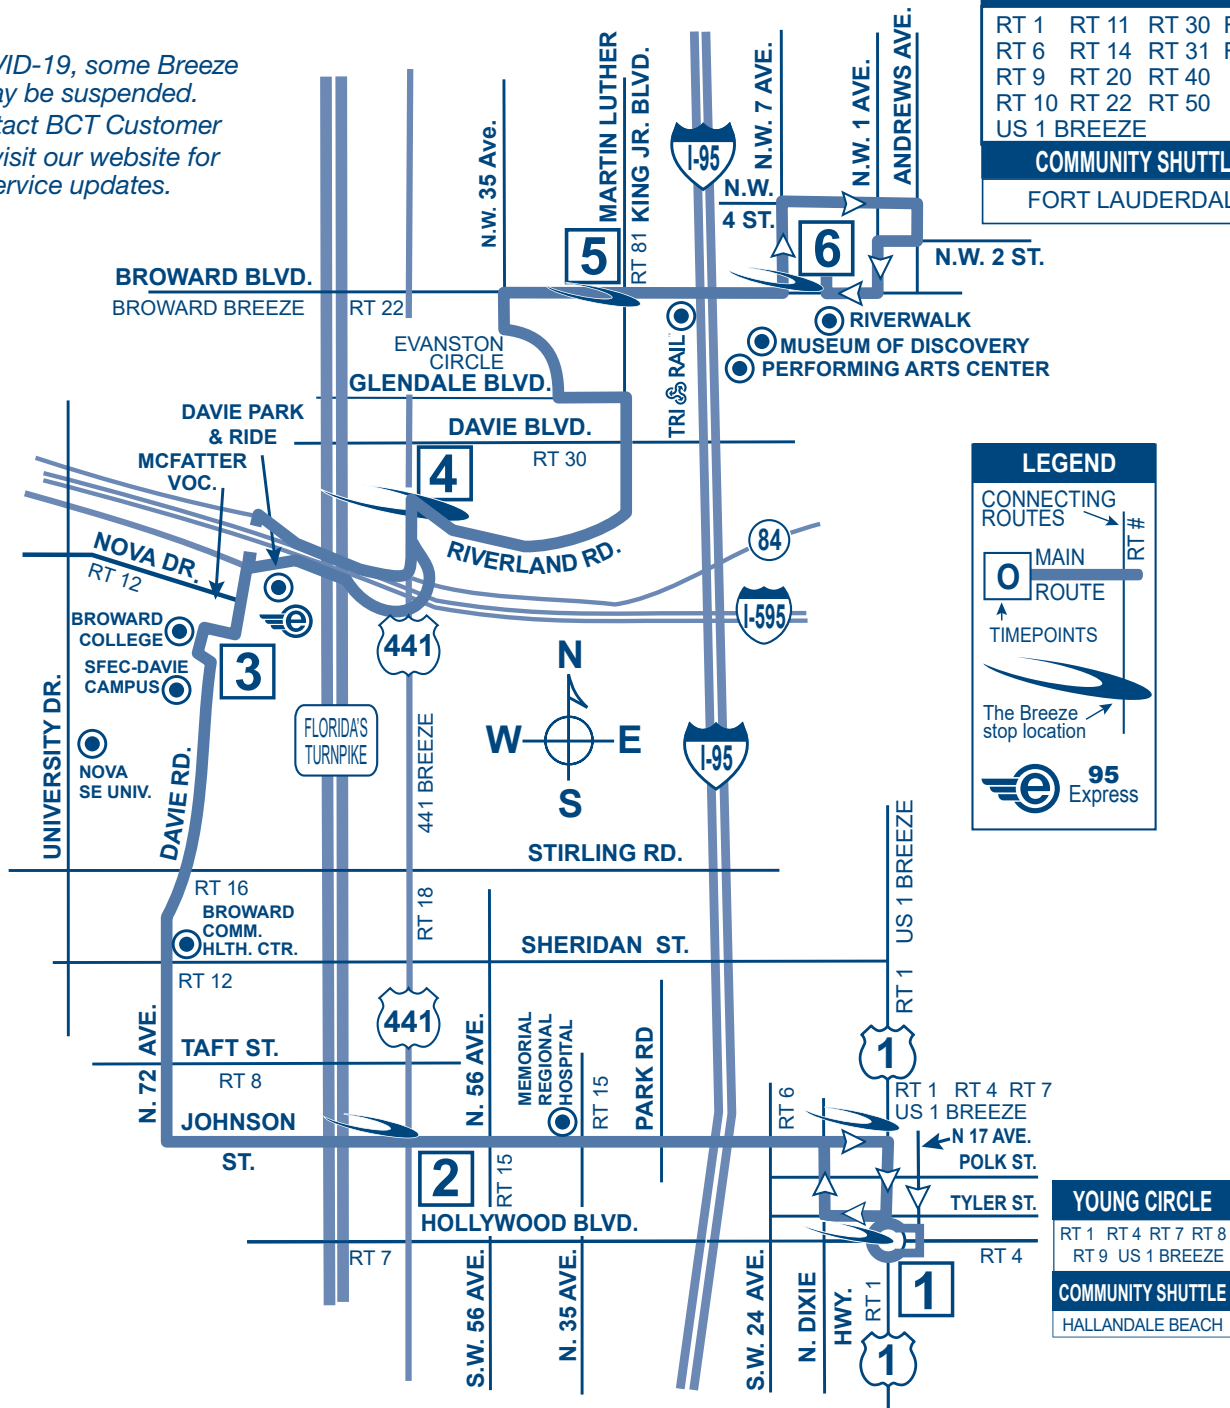 VID-19, some Breeze
ay be suspended.
tact BCT Customer
visit our website for
ervice updates.
RT 1 RT 11 RT 30
RT 6 RT 14 RT 31
RT 9 RT 20 RT 40
RT 10 RT 22 RT 50
US 1 BREEZE
COMMUNITY SHUTTL
FORT LAUDERDAL
N.W. 35 Ave.
MARTIN LUTHER
KING JR. BLVD.
RT 81
I-95
N.W. 7 AVE.
N.W. 1 AVE.
ANDREWS AVE.
N.W.
4 ST.
5
6
N.W. 2 ST.
BROWARD BLVD.
BROWARD BREEZE
RT 22
EVANSTON
CIRCLE
GLENDALE BLVD.
TRI RAIL
RIVERWALK
MUSEUM OF DISCOVERY
PERFORMING ARTS CENTER
DAVIE PARK
& RIDE
MCFATTER
VOC.
DAVIE BLVD.
RT 30
4
NOVA DR.
RT 12
RIVERLAND RD.
84
I-595
BROWARD
COLLEGE
SFEC-DAVIE
CAMPUS
3
e
441
LEGEND
CONNECTING
ROUTES
RT #
O
MAIN
ROUTE
TIMEPOINTS
The Breeze
stop location
e
95
Express
N
W
E
S
UNIVERSITY DR.
NOVA
SE UNIV.
DAVIE RD.
FLORIDA'S
TURNPIKE
441 BREEZE
I-95
STIRLING RD.
RT 16
RT 18
US 1 BREEZE
RT 1
BROWARD
COMM.
HLTH. CTR.
SHERIDAN ST.
RT 12
441
N. 72 AVE.
TAFT ST.
RT 8
N. 56 AVE.
MEMORIAL
REGIONAL
HOSPITAL
RT 15
PARK RD
RT 6
1
RT 1 RT 4 RT 7
US 1 BREEZE
N 17 AVE.
JOHNSON
ST.
2
RT 15
POLK ST.
TYLER ST.
HOLLYWOOD BLVD.
RT 7
RT 4
S.W. 56 AVE.
N. 35 AVE.
S.W. 24 AVE.
N. DIXIE
HWY.
RT 1
1
1
YOUNG CIRCLE
RT 1 RT 4 RT 7 RT 8
RT 9 US 1 BREEZE
COMMUNITY SHUTTLE
HALLANDALE BEACH